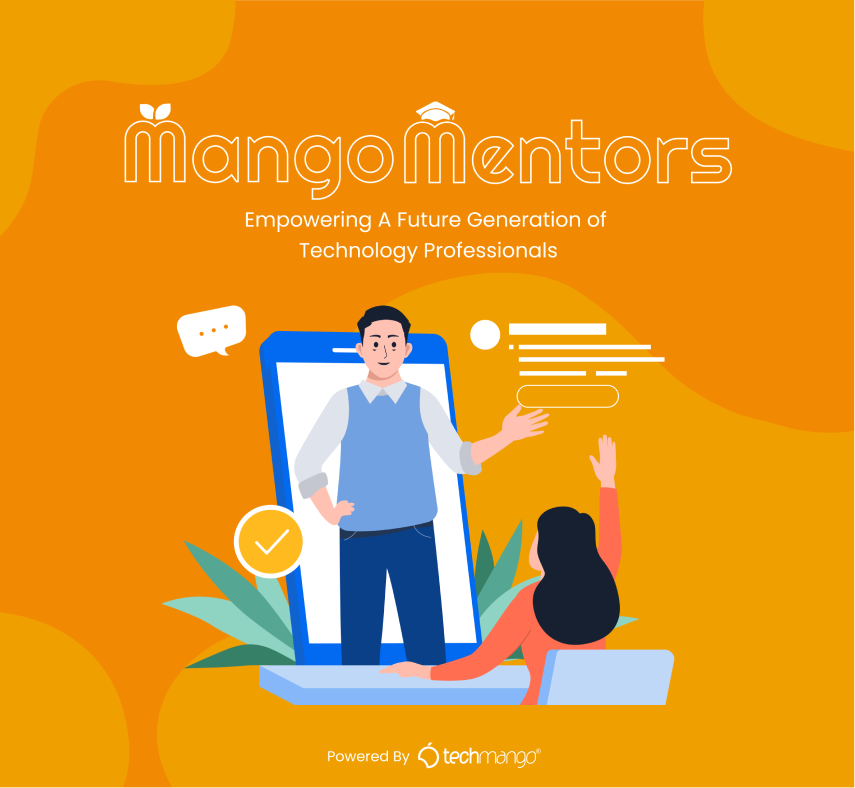 MangoMentors
Empowering A Future Generation of
Technology Professionals
Powered By techmango®